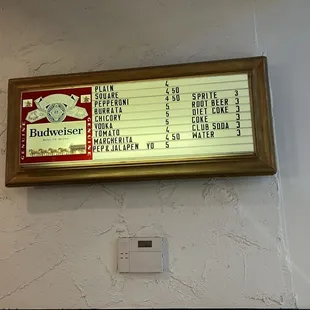 GENUINE
Budweiser
GENUINE
PLAIN 4
SQUARE 4 50
PEPPERONI 4 50
BURRATA 5
CHICORY 5
VODKA 5
TOMATO 4
MARGHERITA 4 50
PEP&JALAPEN YO 5
SPRITE 3
ROOT BEER 3
DIET COKE 3
COKE 3
CLUB SODA 3
WATER 3